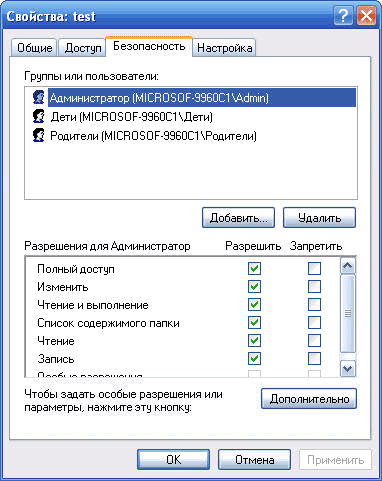 Свойства: test
Общие Доступ Безопасность Настройка
Группы или пользователи:
Администратор (MICROSOF-9960C1\Admin)
Дети (MICROSOF-9960C1\Дети)
Родители (MICROSOF-9960C1\Родители)
Добавить... Удалить
Разрешения для Администратор Разрешить Запретить
Полный доступ
Изменить
Чтение и выполнение
Список содержимого папки
Чтение
Запись
Особые разрешения
Чтобы задать особые разрешения или
параметры, нажмите эту кнопку: Дополнительно
OK Отмена Применить